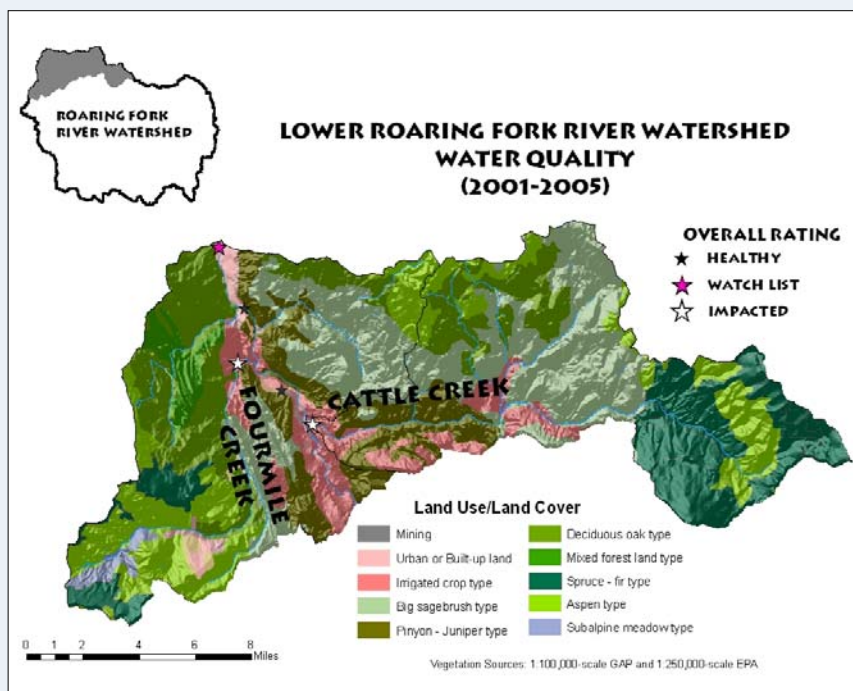 ROARING FORK
RIVER WATERSHED
LOWER ROARING FORK RIVER WATERSHED
WATER QUALITY
(2001-2005)
OVERALL RATING
HEALTHY
WATCH LIST
IMPACTED
CATTLE CREEK
FOURMILE
CREEK
Land Use/Land Cover
Mining
Urban or Built-up land
Irrigated crop type
Big sagebrush type
Pinyon - Juniper type
Deciduous oak type
Mixed forest land type
Spruce - fir type
Aspen type
Subalpine meadow type
0 1 2 4 6 8
Miles
Vegetation Sources: 1:100,000-scale GAP and 1:250,000-scale EPA